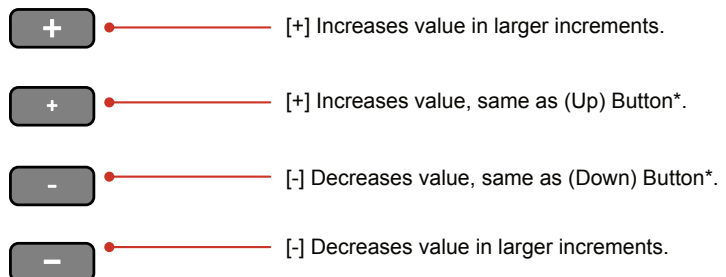 + [+] Increases value in larger increments.
+ [+] Increases value, same as (Up) Button*.
- [-] Decreases value, same as (Down) Button*.
– [-] Decreases value in larger increments.